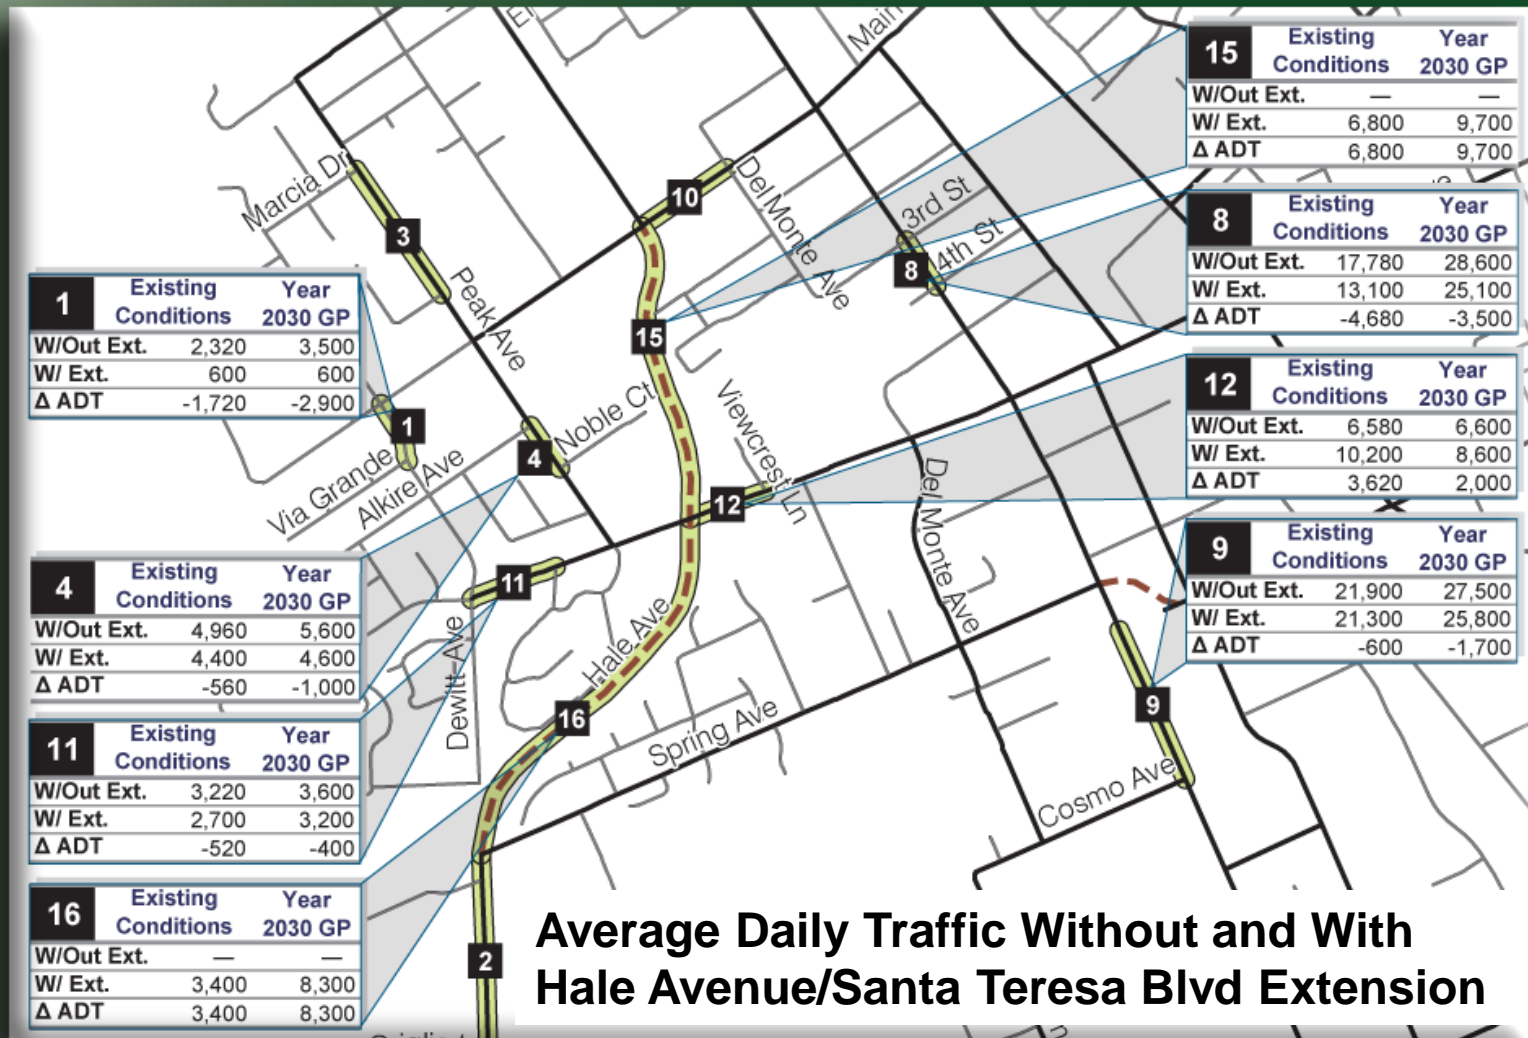 Main
15 Existing Conditions Year 2030 GP
W/Out Ext. — —
W/ Ext. 6,800 9,700
Δ ADT 6,800 9,700
8 Existing Conditions Year 2030 GP
W/Out Ext. 17,780 28,600
W/ Ext. 13,100 25,100
Δ ADT -4,680 -3,500
1 Existing Conditions Year 2030 GP
W/Out Ext. 2,320 3,500
W/ Ext. 600 600
Δ ADT -1,720 -2,900
12 Existing Conditions Year 2030 GP
W/Out Ext. 6,580 6,600
W/ Ext. 10,200 8,600
Δ ADT 3,620 2,000
9 Existing Conditions Year 2030 GP
W/Out Ext. 21,900 27,500
W/ Ext. 21,300 25,800
Δ ADT -600 -1,700
4 Existing Conditions Year 2030 GP
W/Out Ext. 4,960 5,600
W/ Ext. 4,400 4,600
Δ ADT -560 -1,000
11 Existing Conditions Year 2030 GP
W/Out Ext. 3,220 3,600
W/ Ext. 2,700 3,200
Δ ADT -520 -400
16 Existing Conditions Year 2030 GP
W/Out Ext. — —
W/ Ext. 3,400 8,300
Δ ADT 3,400 8,300
Marcia Dr
3
10
Del Monte Ave
3rd St
8
4th St
Peak Ave
15
1
Noble Ct
4
Viewcrest Ln
Via Grande
Alkire Ave
12
Del Monte Ave
11
Dewitt Ave
Hale Ave
16
Spring Ave
9
Cosmo Ave
2
Average Daily Traffic Without and With
Hale Avenue/Santa Teresa Blvd Extension